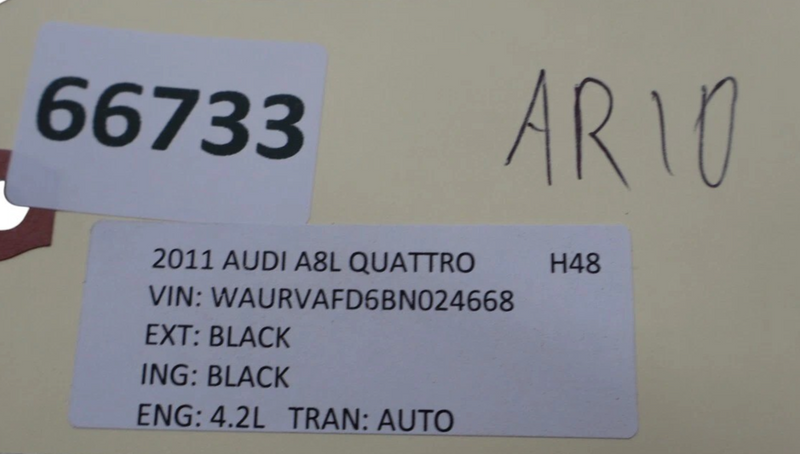 66733
AR10
2011 AUDI A8L QUATTRO H48
VIN: WAURVAFD6BN024668
EXT: BLACK
ING: BLACK
ENG: 4.2L TRAN: AUTO